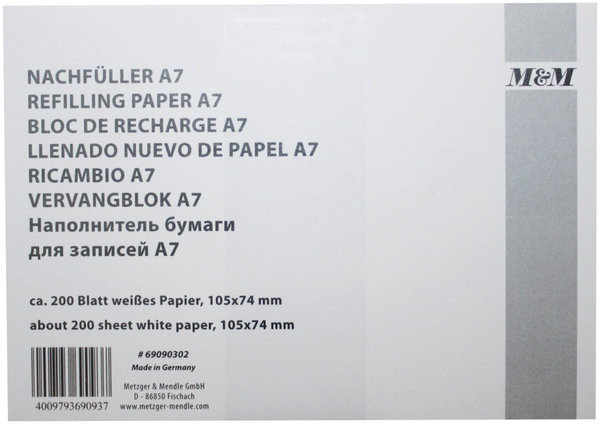 NACHFÜLLER A7
REFILLING PAPER A7
BLOC DE RECHARGE A7
LLENADO NUEVO DE PAPEL A7
RICAMBIO A7
VERVANGBLOK A7
Наполнитель бумаги
для записей А7
M&M
ca. 200 Blatt weißes Papier, 105x74 mm
about 200 sheet white paper, 105x74 mm
# 69090302
Made in Germany
Metzger & Mendle GmbH
D - 86850 Fischach
www.metzger-mendle.com
4009793690937